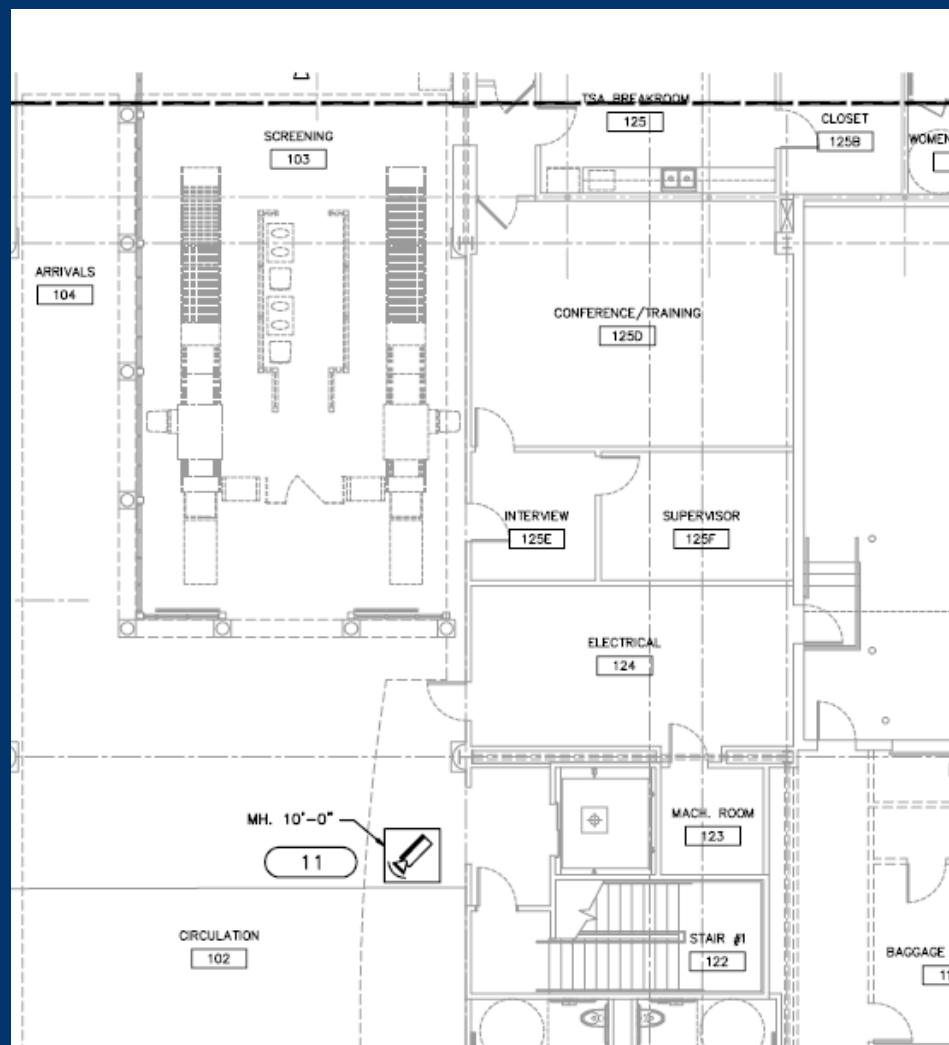 TSA BREAKROOM
125
CLOSET
125B
SCREENING
103
ARRIVALS
104
CONFERENCE/TRAINING
125D
INTERVIEW
125E
SUPERVISOR
125F
ELECTRICAL
124
MH. 10'-0"
11
MACH. ROOM
123
CIRCULATION
102
STAIR #1
122
BAGGAGE